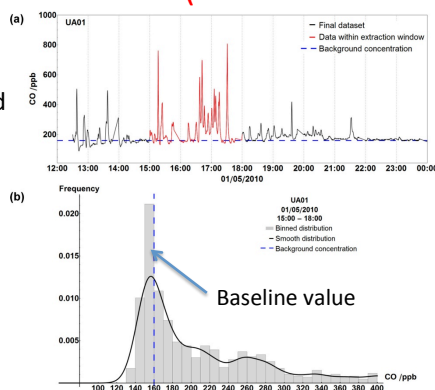 (
d
(a)
UA01
1000
800
600
400
200
CO /ppb
Final dataset
Data within extraction window
Background concentration
12:00 13:00 14:00 15:00 16:00 17:00 18:00 19:00 20:00 21:00 22:00 23:00 00:00
01/05/2010
(b)
Frequency
0.020
0.015
0.010
0.005
UA01
01/05/2010
15:00 – 18:00
Binned distribution
Smooth distribution
Background concentration
Baseline value
CO /ppb
100 120 140 160 180 200 220 240 260 280 300 320 340 360 380 400